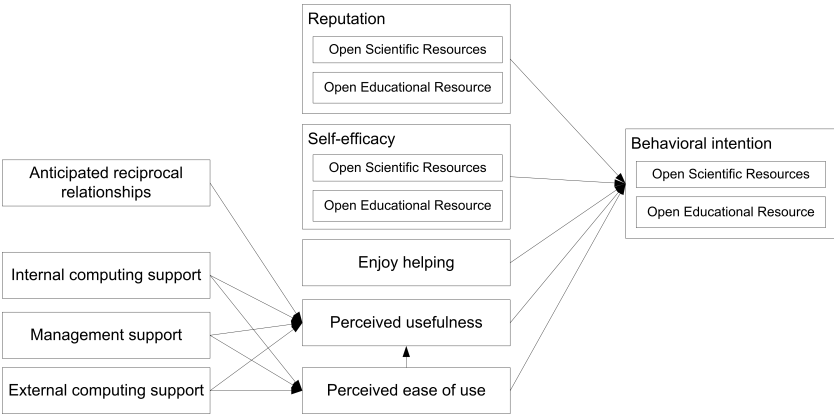 Reputation
Open Scientific Resources
Open Educational Resource
Self-efficacy
Open Scientific Resources
Open Educational Resource
Behavioral intention
Open Scientific Resources
Open Educational Resource
Anticipated reciprocal
relationships
Enjoy helping
Internal computing support
Perceived usefulness
Management support
Perceived ease of use
External computing support